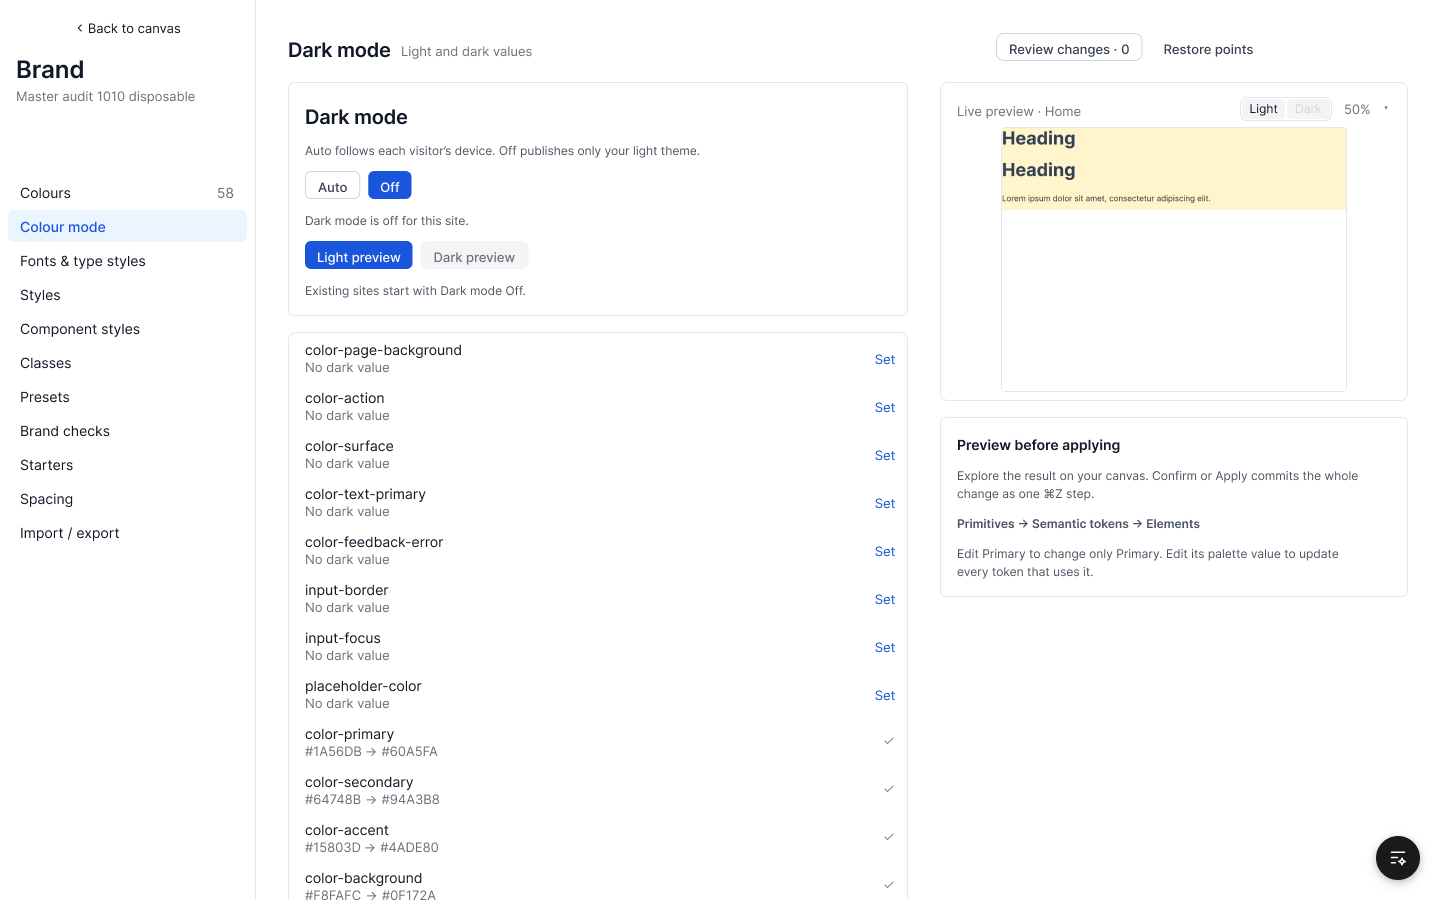 Back to canvas
Brand
Master audit 1010 disposable
Colours 58
Colour mode
Fonts & type styles
Styles
Component styles
Classes
Presets
Brand checks
Starters
Spacing
Import / export
Dark mode Light and dark values
Review changes · 0 Restore points
Dark mode
Auto follows each visitor’s device. Off publishes only your light theme.
Auto Off
Dark mode is off for this site.
Light preview Dark preview
Existing sites start with Dark mode Off.
color-page-background
No dark value
Set
color-action
No dark value
Set
color-surface
No dark value
Set
color-text-primary
No dark value
Set
color-feedback-error
No dark value
Set
input-border
No dark value
Set
input-focus
No dark value
Set
placeholder-color
No dark value
Set
color-primary
#1A56DB → #60A5FA
color-secondary
#64748B → #94A3B8
color-accent
#15803D → #4ADE80
color-background
#F8FAFC → #0F172A
Live preview · Home Light Dark 50%
Heading
Heading
Lorem ipsum dolor sit amet, consectetur adipiscing elit.
Preview before applying
Explore the result on your canvas. Confirm or Apply commits the whole
change as one ⌘Z step.
Primitives → Semantic tokens → Elements
Edit Primary to change only Primary. Edit its palette value to update
every token that uses it.